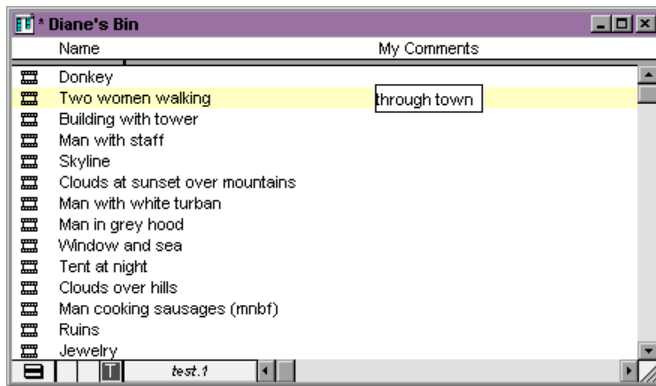 * Diane's Bin
Name My Comments
Donkey
Two women walking through town
Building with tower
Man with staff
Skyline
Clouds at sunset over mountains
Man with white turban
Man in grey hood
Window and sea
Tent at night
Clouds over hills
Man cooking sausages (mnbf)
Ruins
Jewelry
T test.1